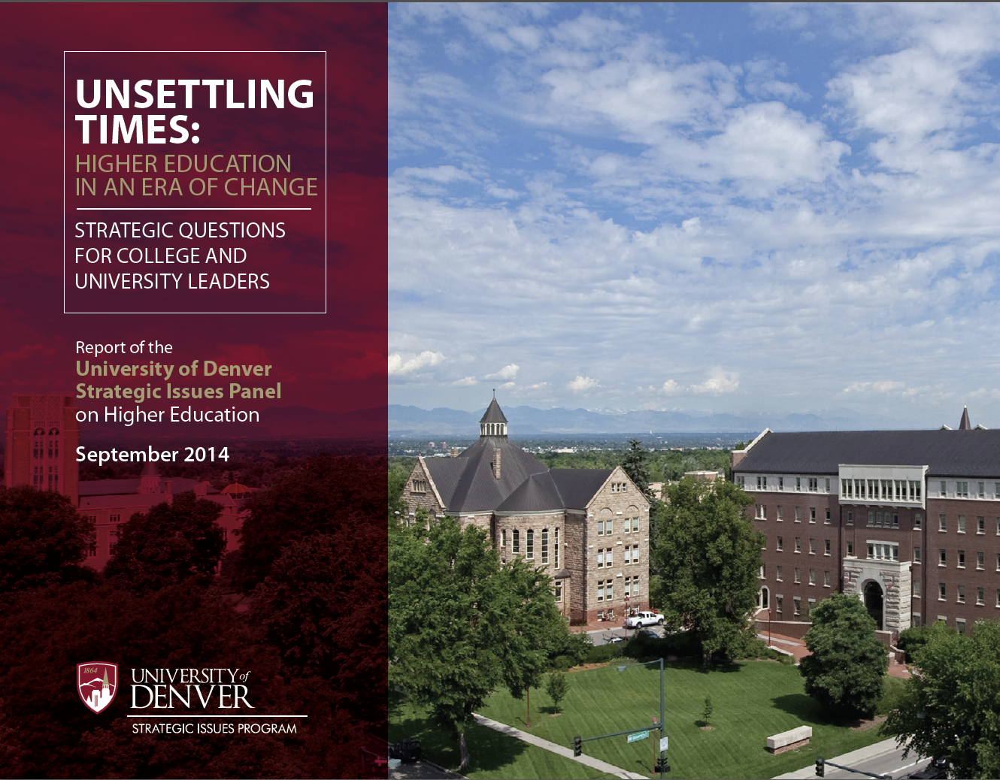 UNSETTLING
TIMES:
HIGHER EDUCATION
IN AN ERA OF CHANGE
STRATEGIC QUESTIONS
FOR COLLEGE AND
UNIVERSITY LEADERS
Report of the
University of Denver
Strategic Issues Panel
on Higher Education
September 2014
1864
UNIVERSITY of
DENVER
STRATEGIC ISSUES PROGRAM